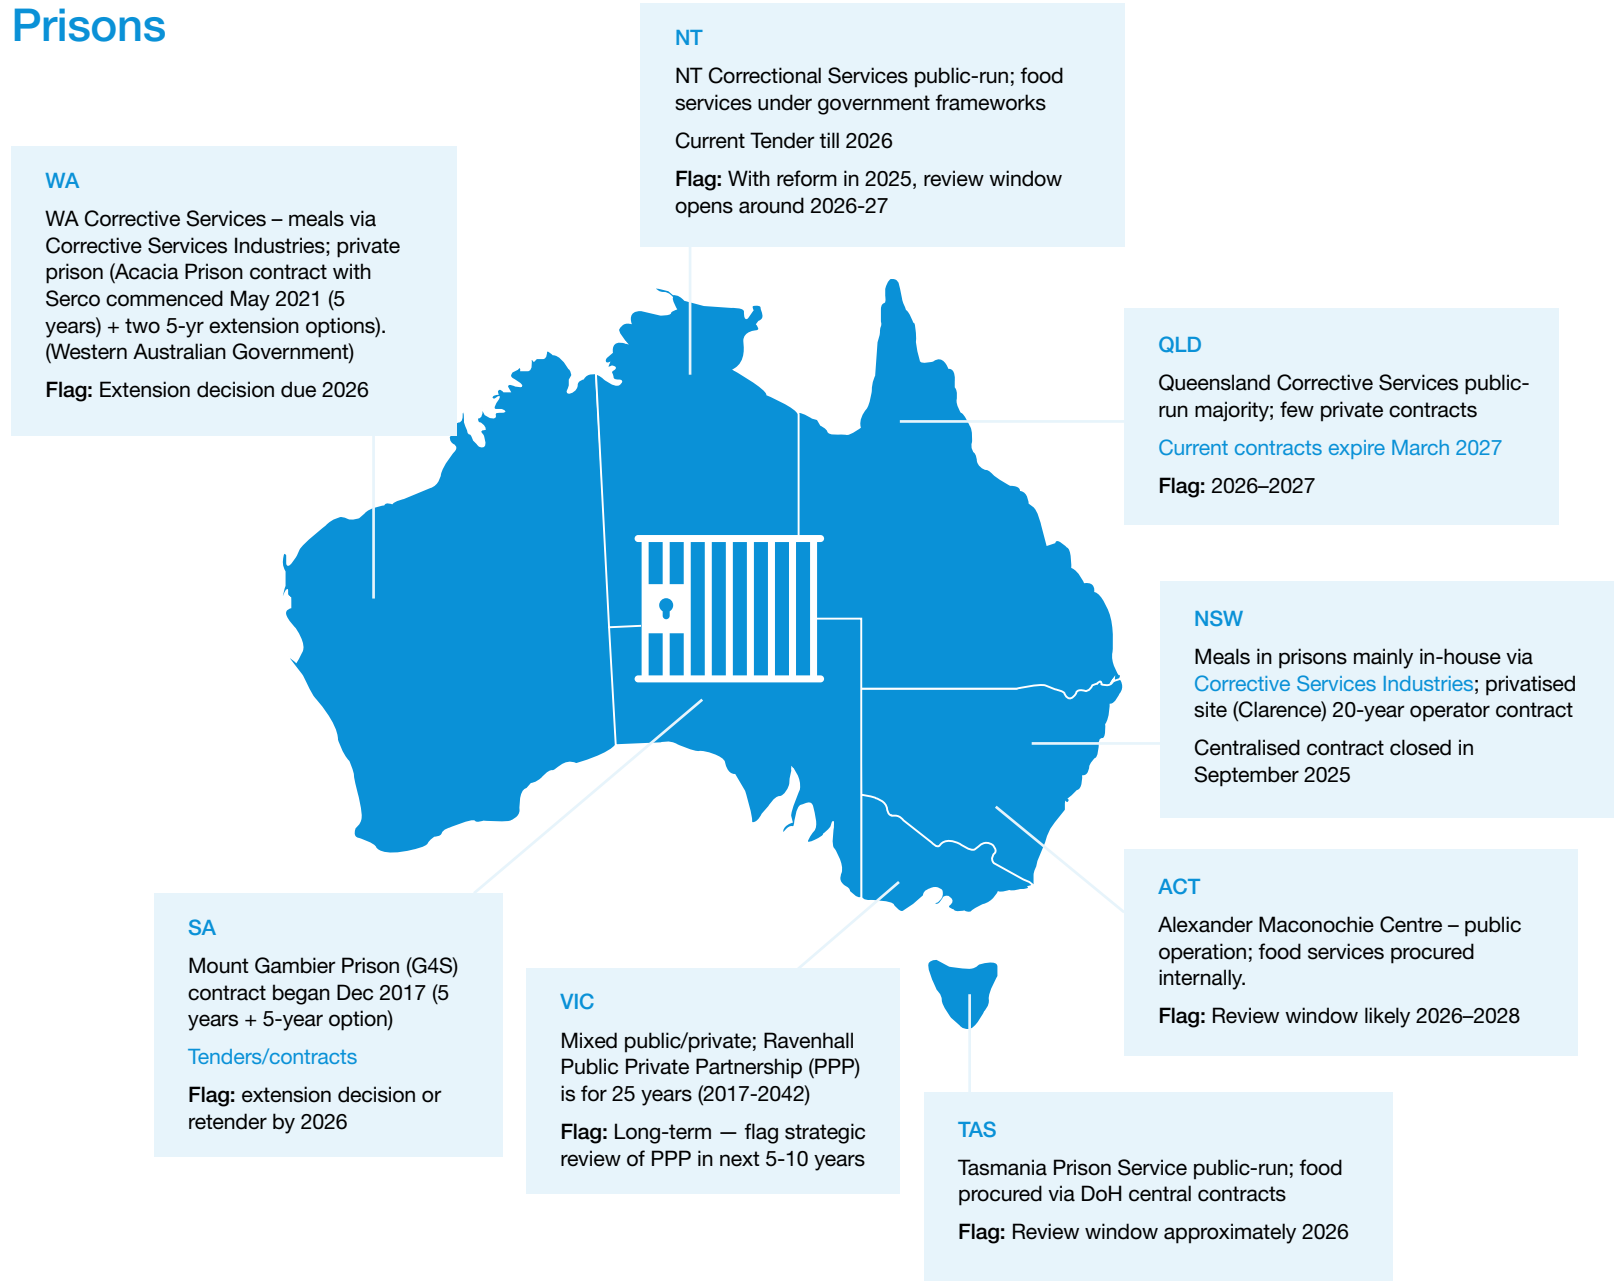 Prisons
NT
NT Correctional Services public-run; food
services under government frameworks
Current Tender till 2026
Flag: With reform in 2025, review window
opens around 2026-27
WA
WA Corrective Services – meals via
Corrective Services Industries; private
prison (Acacia Prison contract with
Serco commenced May 2021 (5
years) + two 5-yr extension options).
(Western Australian Government)
Flag: Extension decision due 2026
QLD
Queensland Corrective Services public-
run majority; few private contracts
Current contracts expire March 2027
Flag: 2026–2027
NSW
Meals in prisons mainly in-house via
Corrective Services Industries; privatised
site (Clarence) 20-year operator contract
Centralised contract closed in
September 2025
ACT
Alexander Maconochie Centre – public
operation; food services procured
internally.
Flag: Review window likely 2026–2028
SA
Mount Gambier Prison (G4S)
contract began Dec 2017 (5
years + 5-year option)
Tenders/contracts
Flag: extension decision or
retender by 2026
VIC
Mixed public/private; Ravenhall
Public Private Partnership (PPP)
is for 25 years (2017-2042)
Flag: Long-term — flag strategic
review of PPP in next 5-10 years
TAS
Tasmania Prison Service public-run; food
procured via DoH central contracts
Flag: Review window approximately 2026